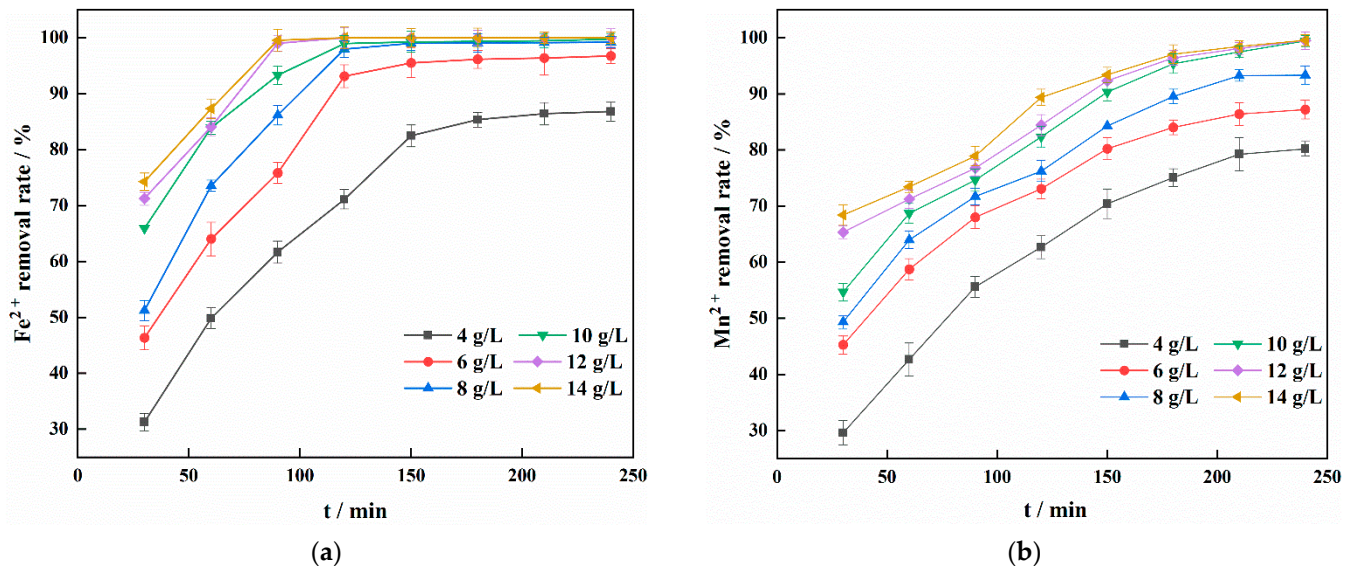 Fe²⁺ removal rate / %
100
90
80
70
60
50
40
30
4 g/L 10 g/L
6 g/L 12 g/L
8 g/L 14 g/L
0 50 100 150 200 250
t / min
(a)
Mn²⁺ removal rate / %
100
90
80
70
60
50
40
30
4 g/L 10 g/L
6 g/L 12 g/L
8 g/L 14 g/L
0 50 100 150 200 250
t / min
(b)